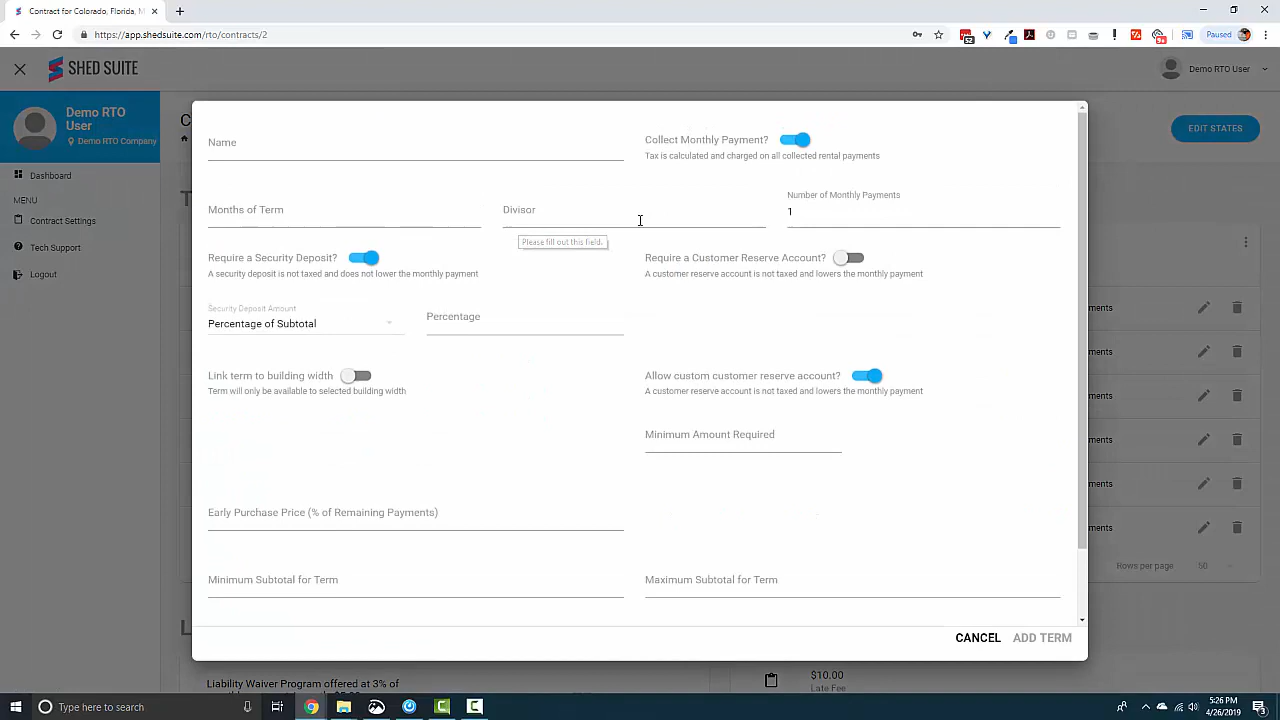 Contract for Colorado, Florida, M
https://app.shedsuite.com/rto/contracts/2
Paused
SHED SUITE
Demo RTO User
Demo RTO
User
Demo RTO Company
EDIT STATES
Dashboard
MENU
Contract Settings
Tech Support
Logout
Name
Collect Monthly Payment?
Tax is calculated and charged on all collected rental payments
Months of Term
Divisor
Number of Monthly Payments
1
Please fill out this field.
Require a Security Deposit?
A security deposit is not taxed and does not lower the monthly payment
Require a Customer Reserve Account?
A customer reserve account is not taxed and lowers the monthly payment
Security Deposit Amount
Percentage of Subtotal
Percentage
Link term to building width
Term will only be available to selected building width
Allow custom customer reserve account?
A customer reserve account is not taxed and lowers the monthly payment
Minimum Amount Required
Early Purchase Price (% of Remaining Payments)
Minimum Subtotal for Term
Maximum Subtotal for Term
CANCEL
ADD TERM
ments
ments
ments
ments
ments
ments
Rows per page
50
Liability Waiver Program offered at 3% of
$10.00
Late Fee
Type here to search
5:26 PM
4/26/2019